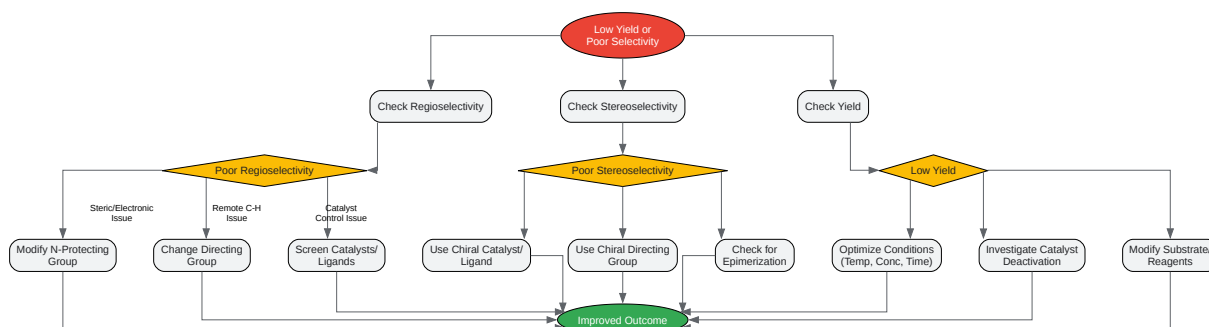 Low Yield or
Poor Selectivity
Check Regioselectivity
Check Stereoselectivity
Check Yield
Poor Regioselectivity
Poor Stereoselectivity
Low Yield
Steric/Electronic
Issue
Remote C-H
Issue
Catalyst
Control Issue
Modify N-Protecting
Group
Change Directing
Group
Screen Catalysts/
Ligands
Use Chiral Catalyst/
Ligand
Use Chiral Directing
Group
Check for
Epimerization
Optimize Conditions
(Temp, Conc, Time)
Investigate Catalyst
Deactivation
Modify Substrate/
Reagents
Improved Outcome